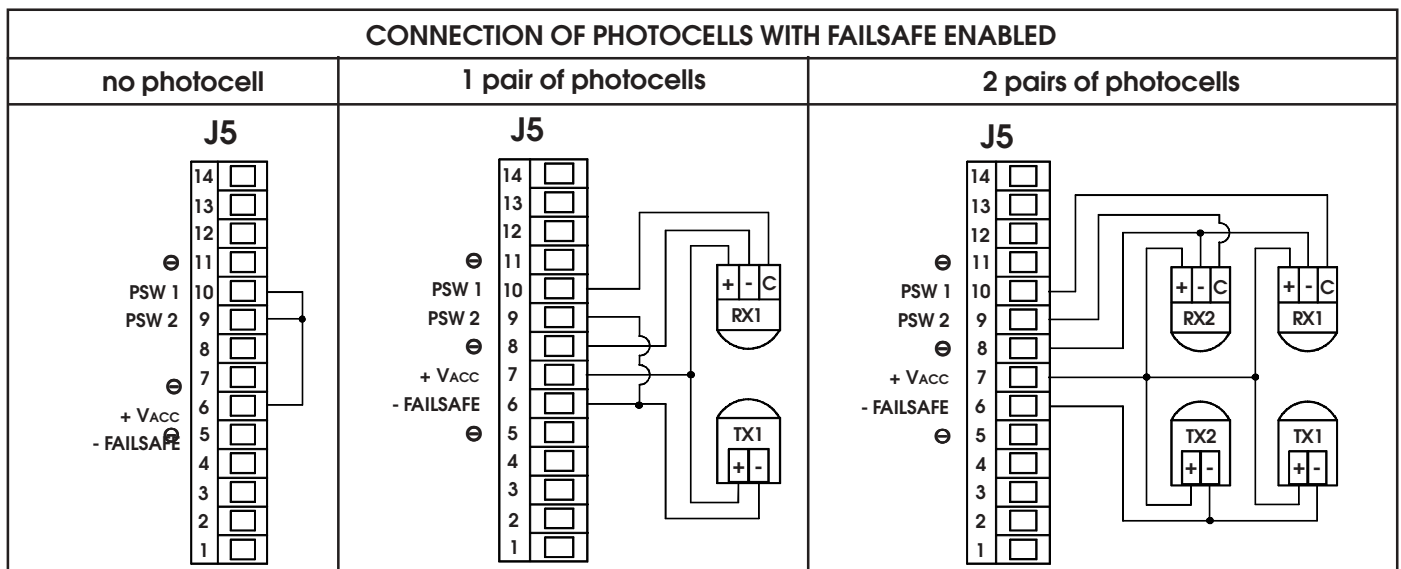 CONNECTION OF PHOTOCELLS WITH FAILSAFE ENABLED
no photocell
J5
14
13
12
⊖ 11
PSW 1 10
PSW 2 9
8
⊖ 7
+ VACC 6
- FAILSAFE ⊖ 5
4
3
2
1
1 pair of photocells
J5
14
13
12
⊖ 11
PSW 1 10
PSW 2 9
⊖ 8
+ VACC 7
- FAILSAFE 6
⊖ 5
4
3
2
1
+ - C
RX1
TX1
+ -
2 pairs of photocells
J5
14
13
12
⊖ 11
PSW 1 10
PSW 2 9
⊖ 8
+ VACC 7
- FAILSAFE 6
⊖ 5
4
3
2
1
+ - C + - C
RX2 RX1
TX2 TX1
+ - + -